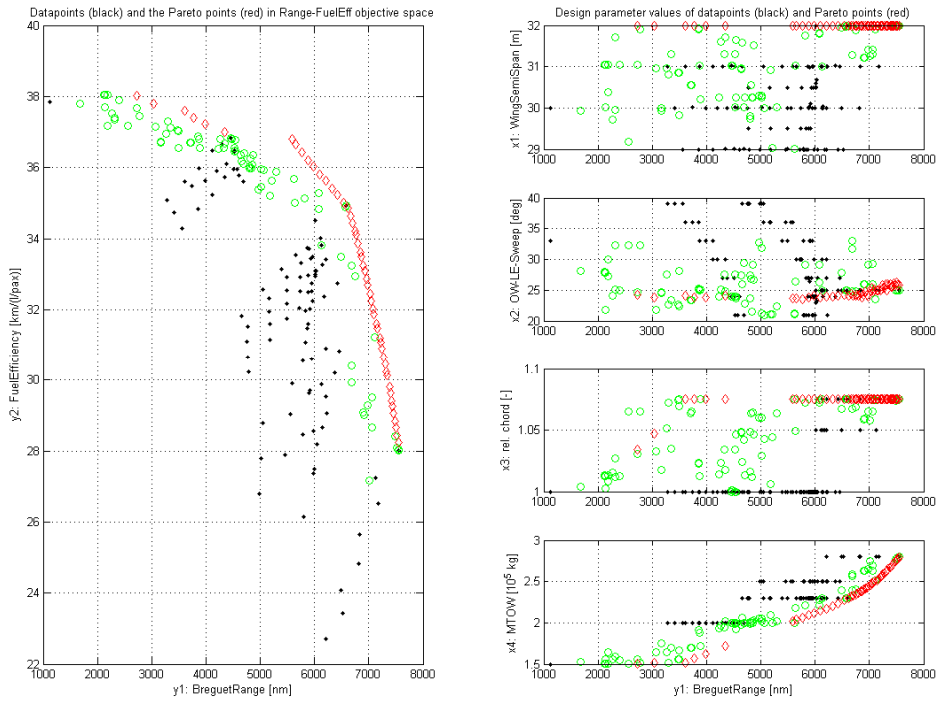 Datapoints (black) and the Pareto points (red) in Range-FuelEff objective space
40
38
36
34
32
30
28
26
24
22
y2: FuelEfficiency [km/(l/pax)]
1000 2000 3000 4000 5000 6000 7000 8000
y1: BreguetRange [nm]
Design parameter values of datapoints (black) and Pareto points (red)
32
31
30
29
x1: WingSemiSpan [m]
1000 2000 3000 4000 5000 6000 7000 8000
40
35
30
25
20
x2: OW-LE-Sweep [deg]
1000 2000 3000 4000 5000 6000 7000 8000
1.1
1.05
1
x3: rel. chord [-]
1000 2000 3000 4000 5000 6000 7000 8000
3
2.5
2
1.5
x4: MTOW [10^5 kg]
1000 2000 3000 4000 5000 6000 7000 8000
y1: BreguetRange [nm]